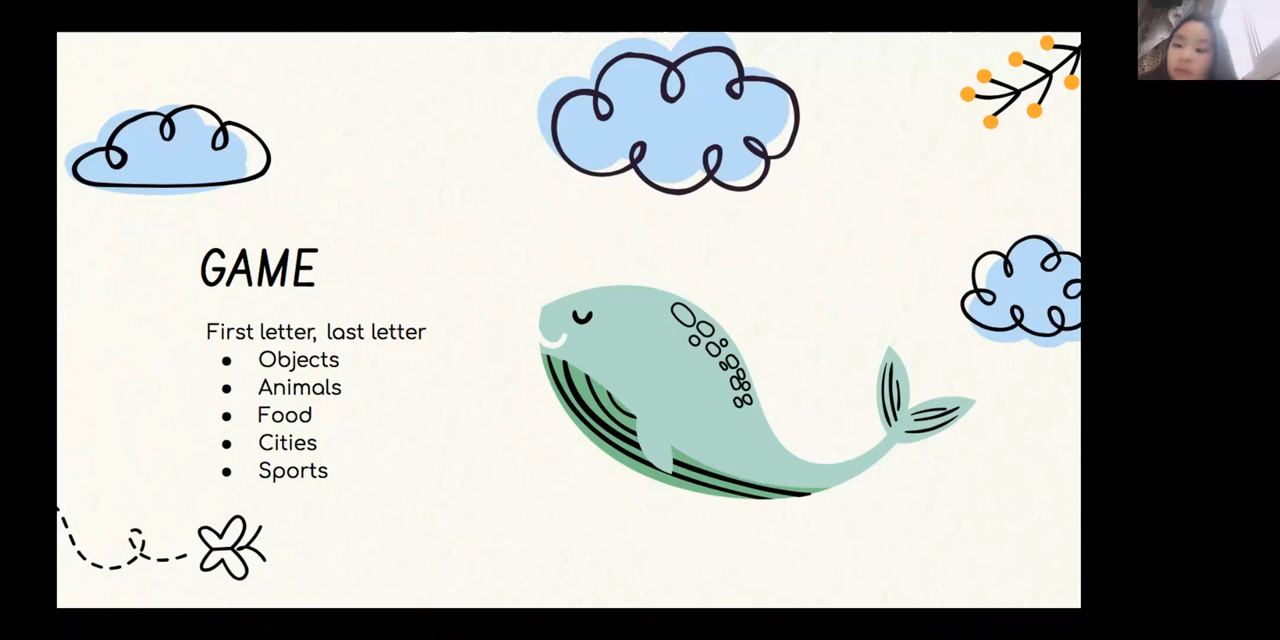 GAME
First letter, last letter
● Objects
● Animals
● Food
● Cities
● Sports